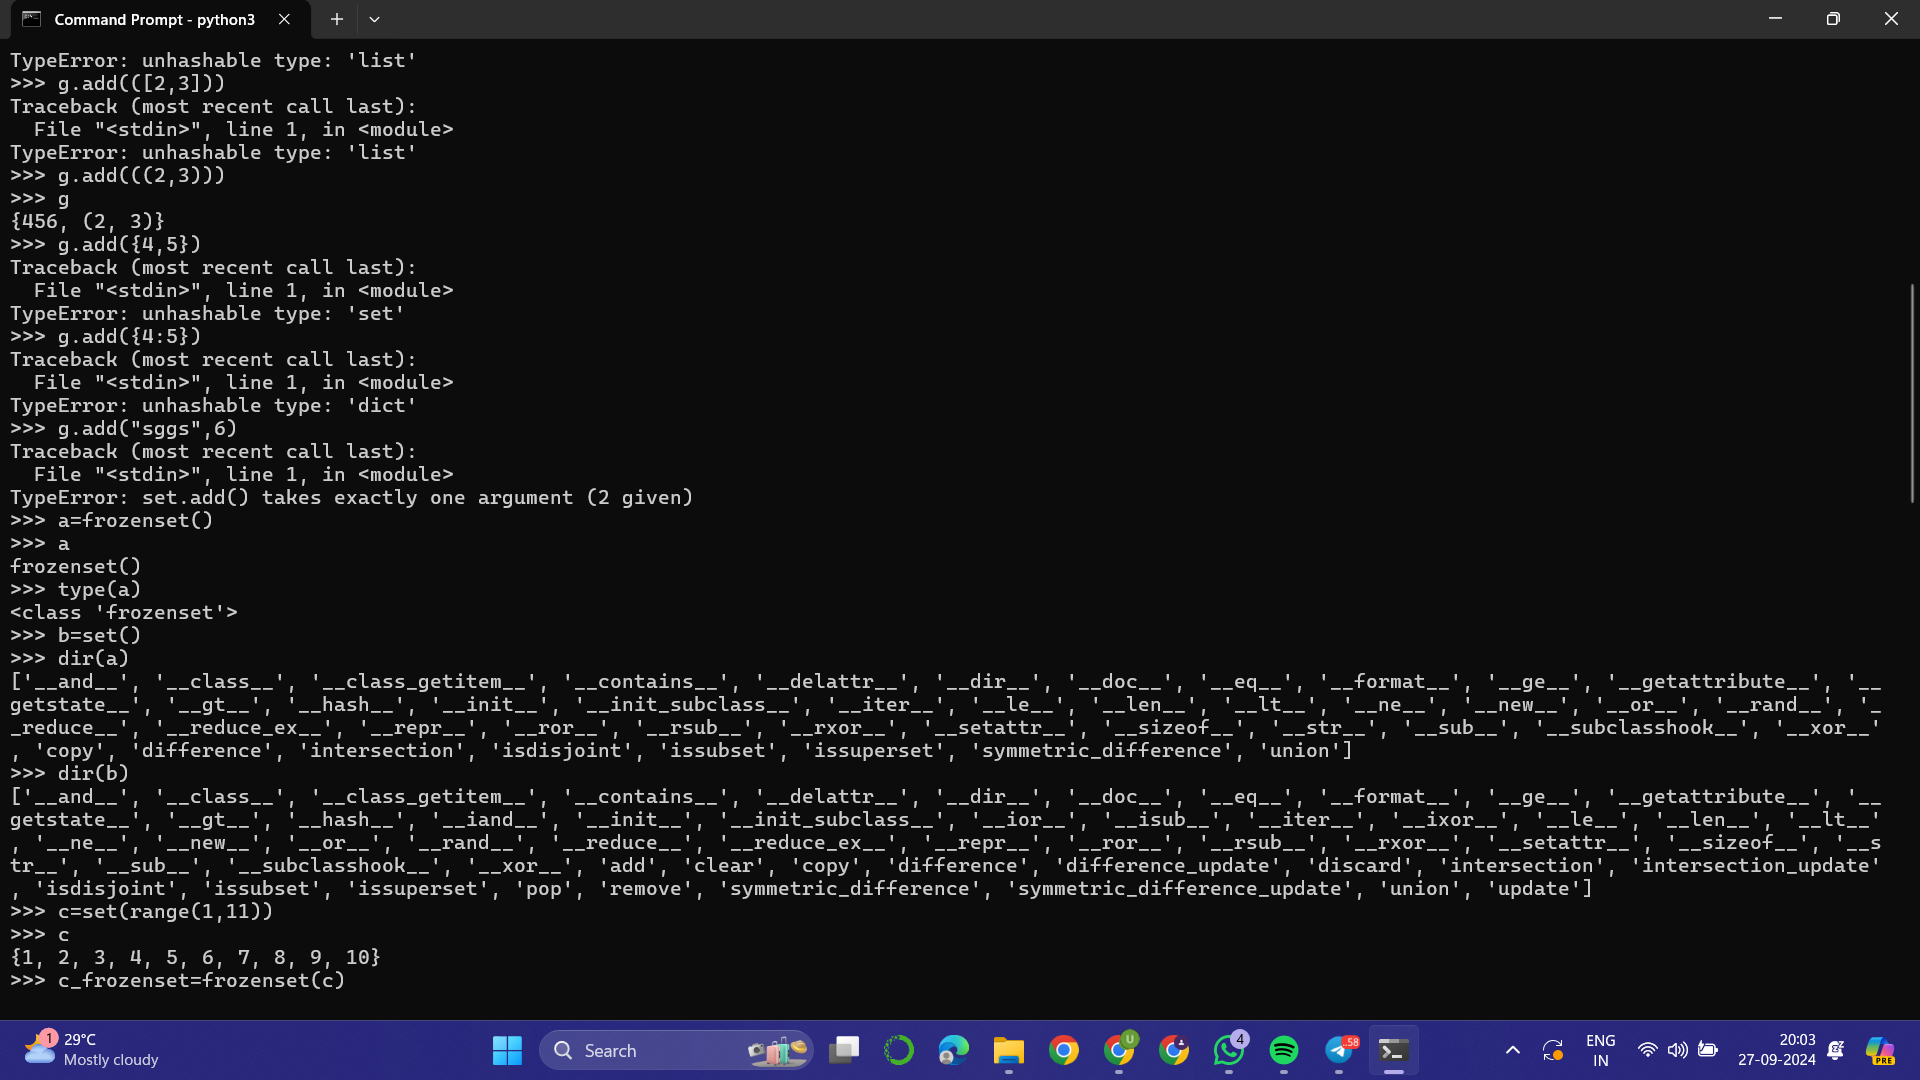 Command Prompt - python3
TypeError: unhashable type: 'list'
>>> g.add(([2,3]))
Traceback (most recent call last):
  File "<stdin>", line 1, in <module>
TypeError: unhashable type: 'list'
>>> g.add(((2,3)))
>>> g
{456, (2, 3)}
>>> g.add({4,5})
Traceback (most recent call last):
  File "<stdin>", line 1, in <module>
TypeError: unhashable type: 'set'
>>> g.add({4:5})
Traceback (most recent call last):
  File "<stdin>", line 1, in <module>
TypeError: unhashable type: 'dict'
>>> g.add("sggs",6)
Traceback (most recent call last):
  File "<stdin>", line 1, in <module>
TypeError: set.add() takes exactly one argument (2 given)
>>> a=frozenset()
>>> a
frozenset()
>>> type(a)
<class 'frozenset'>
>>> b=set()
>>> dir(a)
['__and__', '__class__', '__class_getitem__', '__contains__', '__delattr__', '__dir__', '__doc__', '__eq__', '__format__', '__ge__', '__getattribute__', '__
getstate__', '__gt__', '__hash__', '__init__', '__init_subclass__', '__iter__', '__le__', '__len__', '__lt__', '__ne__', '__new__', '__or__', '__rand__', '_
_reduce__', '__reduce_ex__', '__repr__', '__ror__', '__rsub__', '__rxor__', '__setattr__', '__sizeof__', '__str__', '__sub__', '__subclasshook__', '__xor__'
, 'copy', 'difference', 'intersection', 'isdisjoint', 'issubset', 'issuperset', 'symmetric_difference', 'union']
>>> dir(b)
['__and__', '__class__', '__class_getitem__', '__contains__', '__delattr__', '__dir__', '__doc__', '__eq__', '__format__', '__ge__', '__getattribute__', '__
getstate__', '__gt__', '__hash__', '__iand__', '__init__', '__init_subclass__', '__ior__', '__isub__', '__iter__', '__ixor__', '__le__', '__len__', '__lt__'
, '__ne__', '__new__', '__or__', '__rand__', '__reduce__', '__reduce_ex__', '__repr__', '__ror__', '__rsub__', '__rxor__', '__setattr__', '__sizeof__', '__s
tr__', '__sub__', '__subclasshook__', '__xor__', 'add', 'clear', 'copy', 'difference', 'difference_update', 'discard', 'intersection', 'intersection_update'
, 'isdisjoint', 'issubset', 'issuperset', 'pop', 'remove', 'symmetric_difference', 'symmetric_difference_update', 'union', 'update']
>>> c=set(range(1,11))
>>> c
{1, 2, 3, 4, 5, 6, 7, 8, 9, 10}
>>> c_frozenset=frozenset(c)
1
29°C
Mostly cloudy
Search
U
4
58
ENG
IN
20:03
27-09-2024
PRE